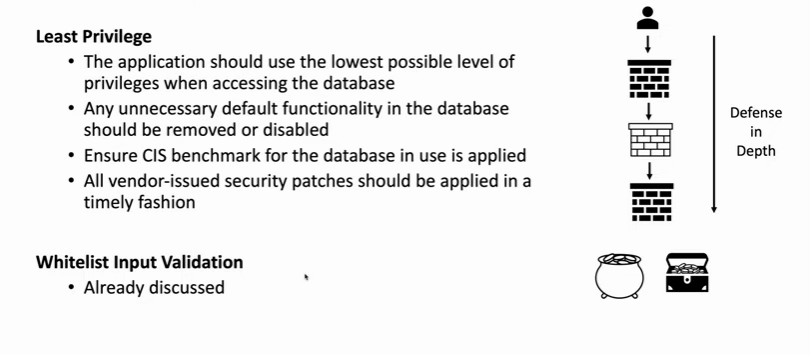 Least Privilege
• The application should use the lowest possible level of
privileges when accessing the database
• Any unnecessary default functionality in the database
should be removed or disabled
• Ensure CIS benchmark for the database in use is applied
• All vendor-issued security patches should be applied in a
timely fashion
Whitelist Input Validation
• Already discussed
Defense
in
Depth